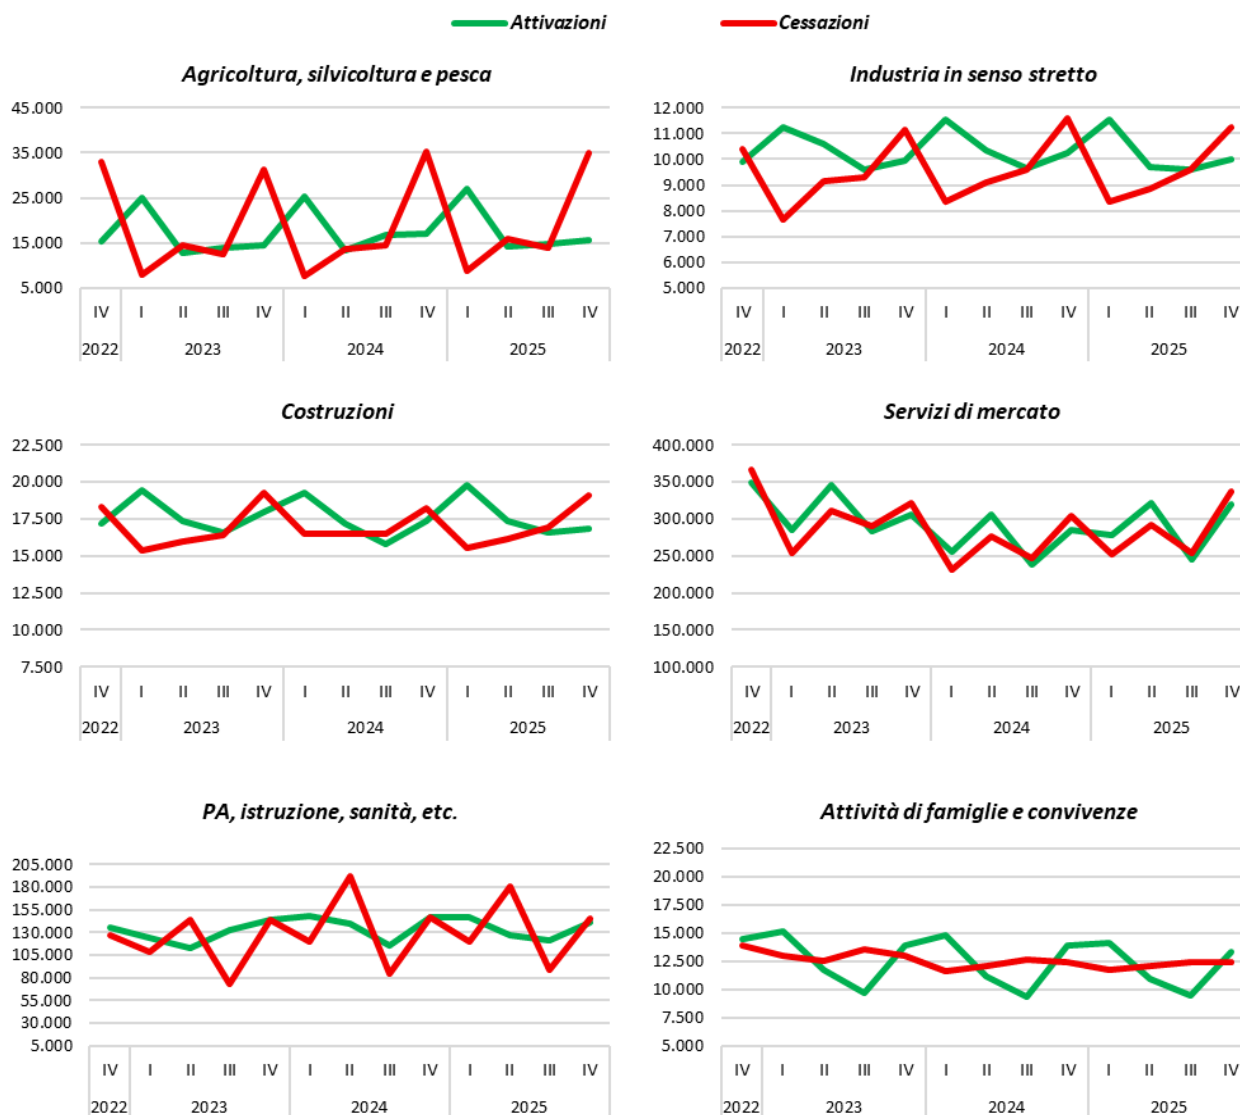 Attivazioni Cessazioni
Agricoltura, silvicoltura e pesca
45.000
35.000
25.000
15.000
5.000
IV I II III IV I II III IV I II III IV
2022 2023 2024 2025
Industria in senso stretto
12.000
11.000
10.000
9.000
8.000
7.000
6.000
5.000
IV I II III IV I II III IV I II III IV
2022 2023 2024 2025
Costruzioni
22.500
20.000
17.500
15.000
12.500
10.000
7.500
IV I II III IV I II III IV I II III IV
2022 2023 2024 2025
Servizi di mercato
400.000
350.000
300.000
250.000
200.000
150.000
100.000
IV I II III IV I II III IV I II III IV
2022 2023 2024 2025
PA, istruzione, sanità, etc.
205.000
180.000
155.000
130.000
105.000
80.000
55.000
30.000
5.000
IV I II III IV I II III IV I II III IV
2022 2023 2024 2025
Attività di famiglie e convivenze
22.500
20.000
17.500
15.000
12.500
10.000
7.500
5.000
IV I II III IV I II III IV I II III IV
2022 2023 2024 2025